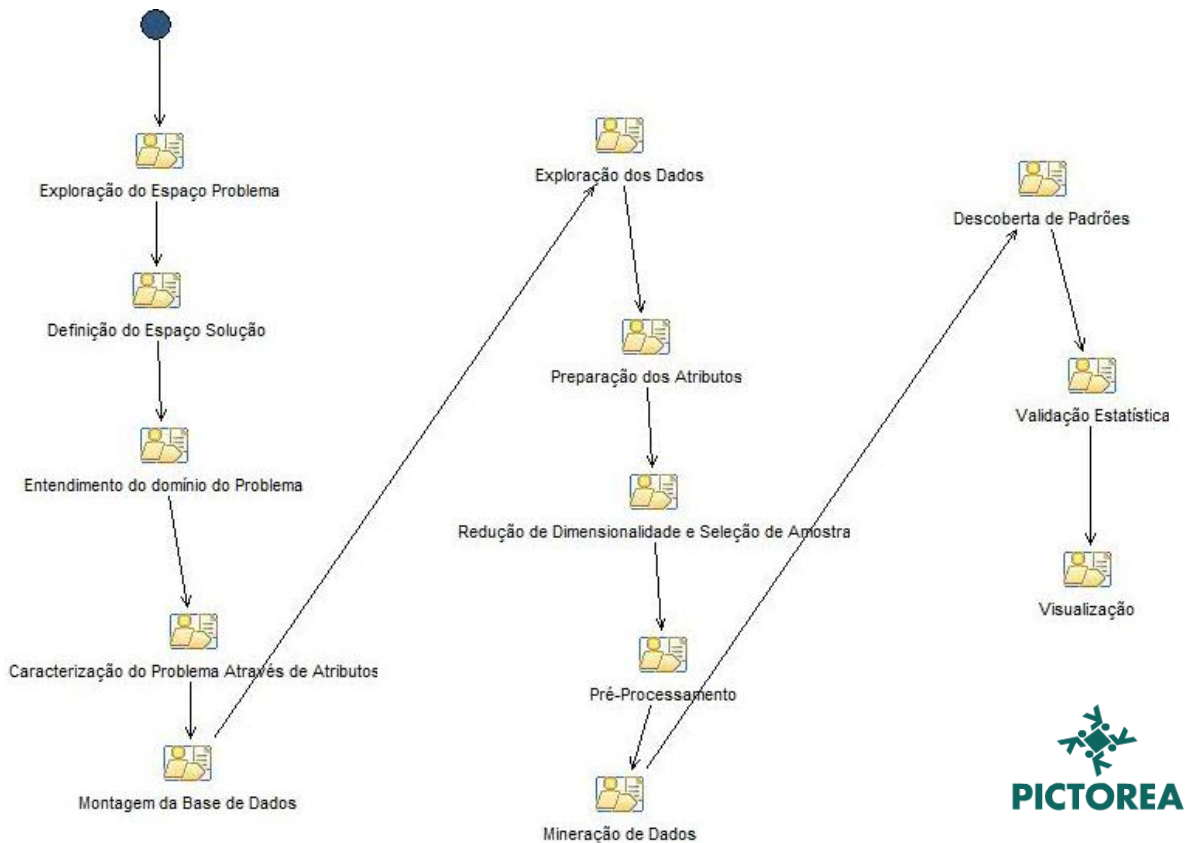 Exploração do Espaço Problema
Definição do Espaço Solução
Entendimento do domínio do Problema
Caracterização do Problema Através de Atributos
Montagem da Base de Dados
Exploração dos Dados
Preparação dos Atributos
Redução de Dimensionalidade e Seleção de Amostra
Pré-Processamento
Mineração de Dados
Descoberta de Padrões
Validação Estatística
Visualização
PICTOREA